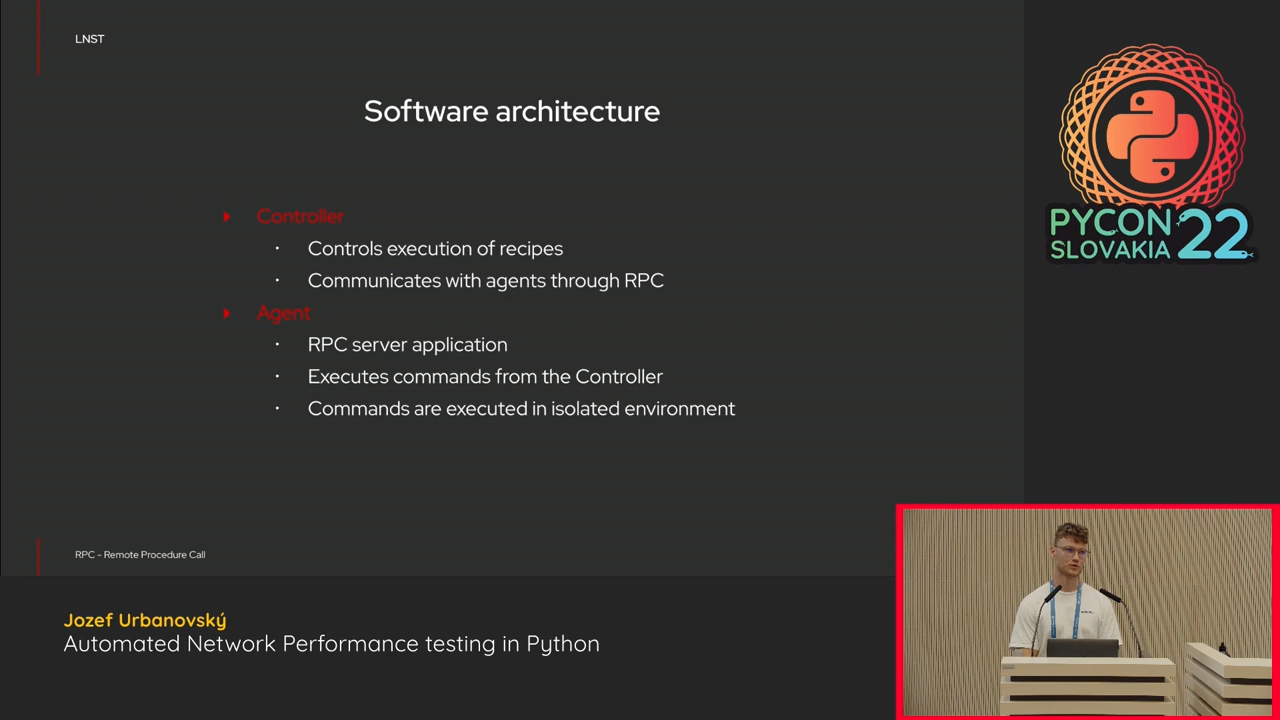 LNST
Software architecture
Controller
Controls execution of recipes
Communicates with agents through RPC
Agent
RPC server application
Executes commands from the Controller
Commands are executed in isolated environment
RPC - Remote Procedure Call
PYCON
SLOVAKIA
22
Jozef Urbanovský
Automated Network Performance testing in Python